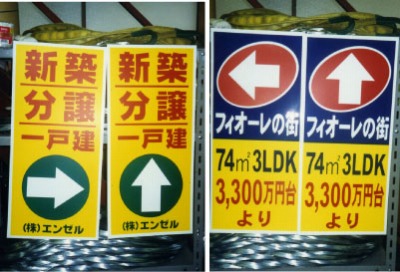 新築
分譲
一戸建
(株)エンゼル
新築
分譲
一戸建
(株)エンゼル
フィオーレの街
74㎡3LDK
3,300万円台
より
フィオーレの街
74㎡3LDK
3,300万円台
より